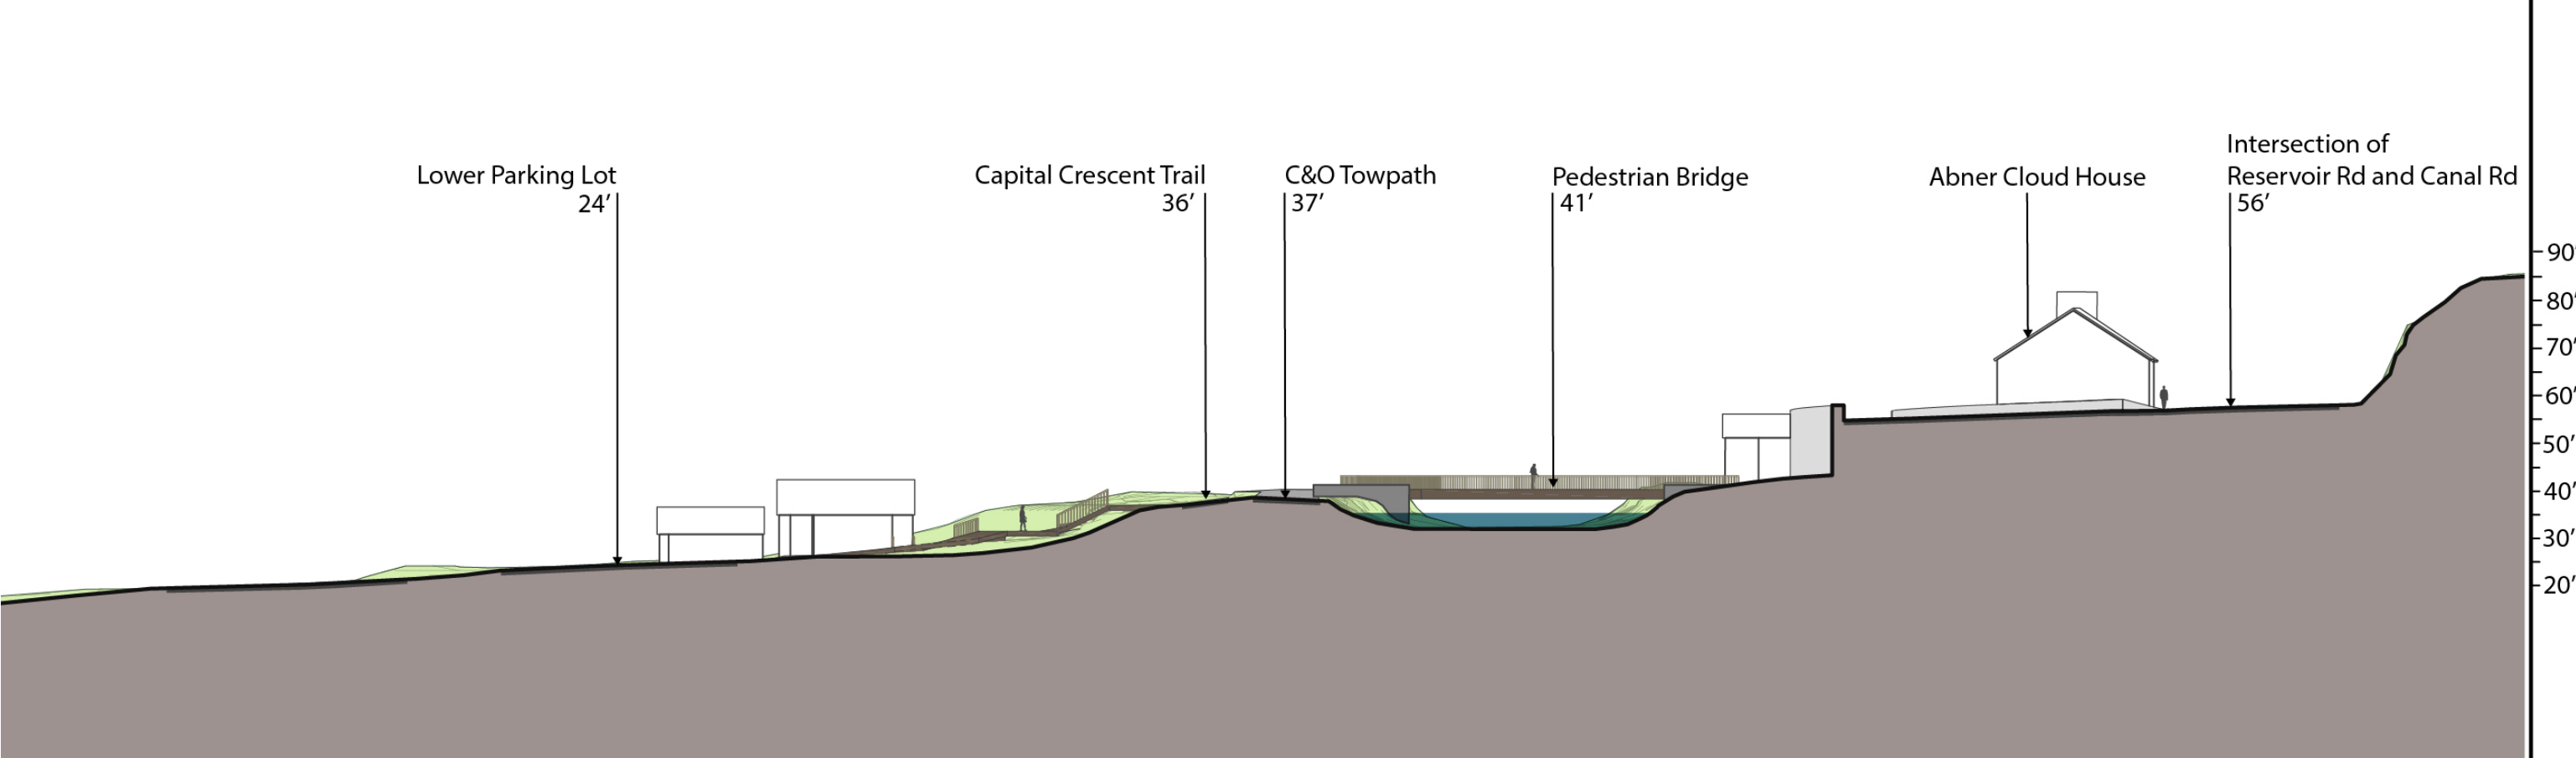 Lower Parking Lot
24’
Capital Crescent Trail
36’
C&O Towpath
37’
Pedestrian Bridge
41’
Abner Cloud House
Intersection of
Reservoir Rd and Canal Rd
56’
90’
80’
70’
60’
50’
40’
30’
20’